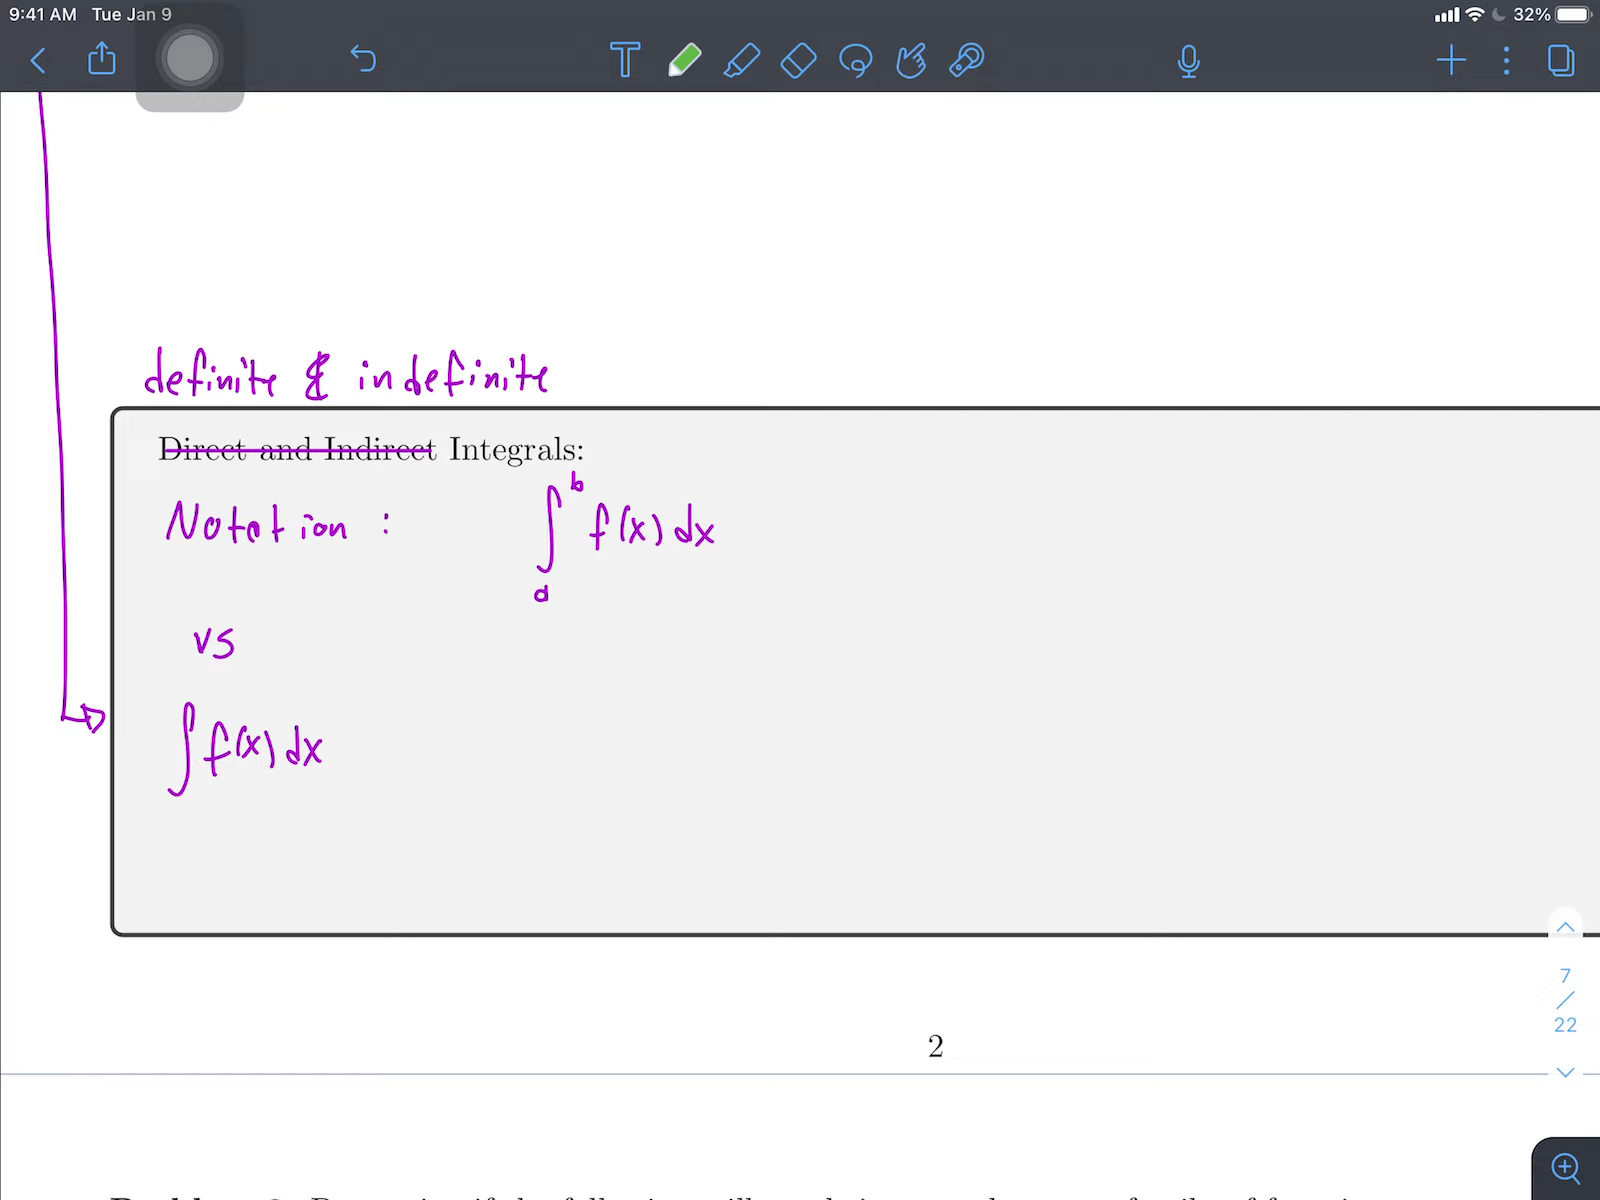 9:41 AM Tue Jan 9 32%
definite & indefinite
Direct and Indirect Integrals:
Notation : ∫_a^b f(x) dx
vs
∫ f(x) dx
7
/
22
2